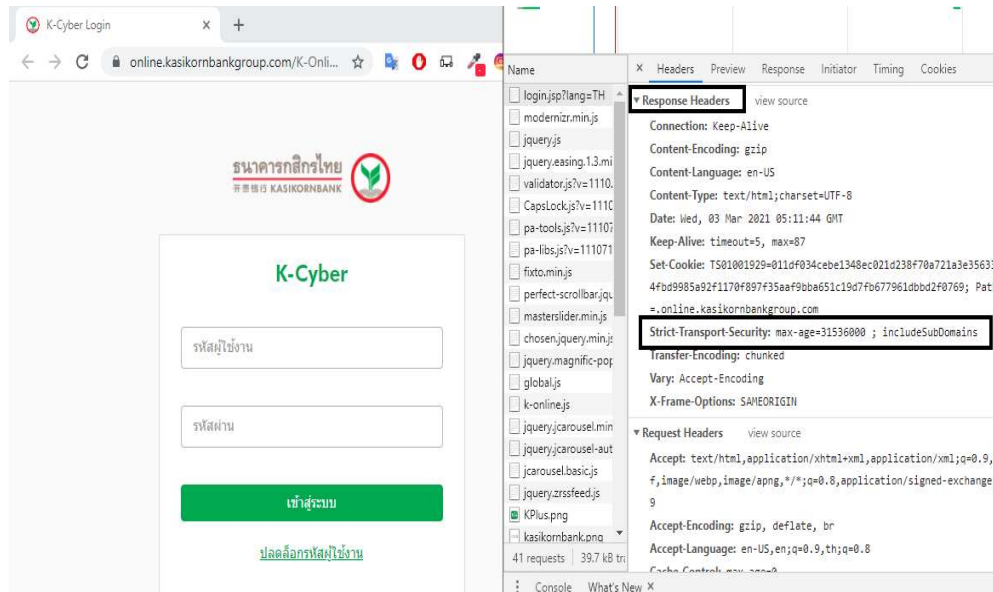 K-Cyber Login
online.kasikornbankgroup.com/K-Onli...
ธนาคารกสิกรไทย
开泰银行 KASIKORNBANK
K-Cyber
รหัสผู้ใช้งาน
รหัสผ่าน
เข้าสู่ระบบ
ปลดล็อกรหัสผู้ใช้งาน
Name
login.jsp?lang=TH
modernizr.min.js
jquery.js
jquery.easing.1.3.mi
validator.js?v=1110.
CapsLock.js?v=1110
pa-tools.js?v=11107
pa-libs.js?v=111071
fixto.min.js
perfect-scrollbar.jqu
masterslider.min.js
chosen.jquery.min.js
jquery.magnific-pop
global.js
k-online.js
jquery.jcarousel.min
jquery.jcarousel-aut
jcarousel.basic.js
jquery.zrssfeed.js
KPlus.png
kasikornbank.png
41 requests 39.7 kB tra
Headers Preview Response Initiator Timing Cookies
Response Headers view source
Connection: Keep-Alive
Content-Encoding: gzip
Content-Language: en-US
Content-Type: text/html;charset=UTF-8
Date: Wed, 03 Mar 2021 05:11:44 GMT
Keep-Alive: timeout=5, max=87
Set-Cookie: TS01001929=011df034cebe1348ec021d238f70a721a3e35633
4fbd9985a92f1170f897f35aaf9bba651c19d7fb677961dbbd2f0769; Pat
=.online.kasikornbankgroup.com
Strict-Transport-Security: max-age=31536000 ; includeSubDomains
Transfer-Encoding: chunked
Vary: Accept-Encoding
X-Frame-Options: SAMEORIGIN
Request Headers view source
Accept: text/html,application/xhtml+xml,application/xml;q=0.9,
f,image/webp,image/apng,*/*;q=0.8,application/signed-exchange
9
Accept-Encoding: gzip, deflate, br
Accept-Language: en-US,en;q=0.9,th;q=0.8
Cache-Control: max-age=0
Console What's New